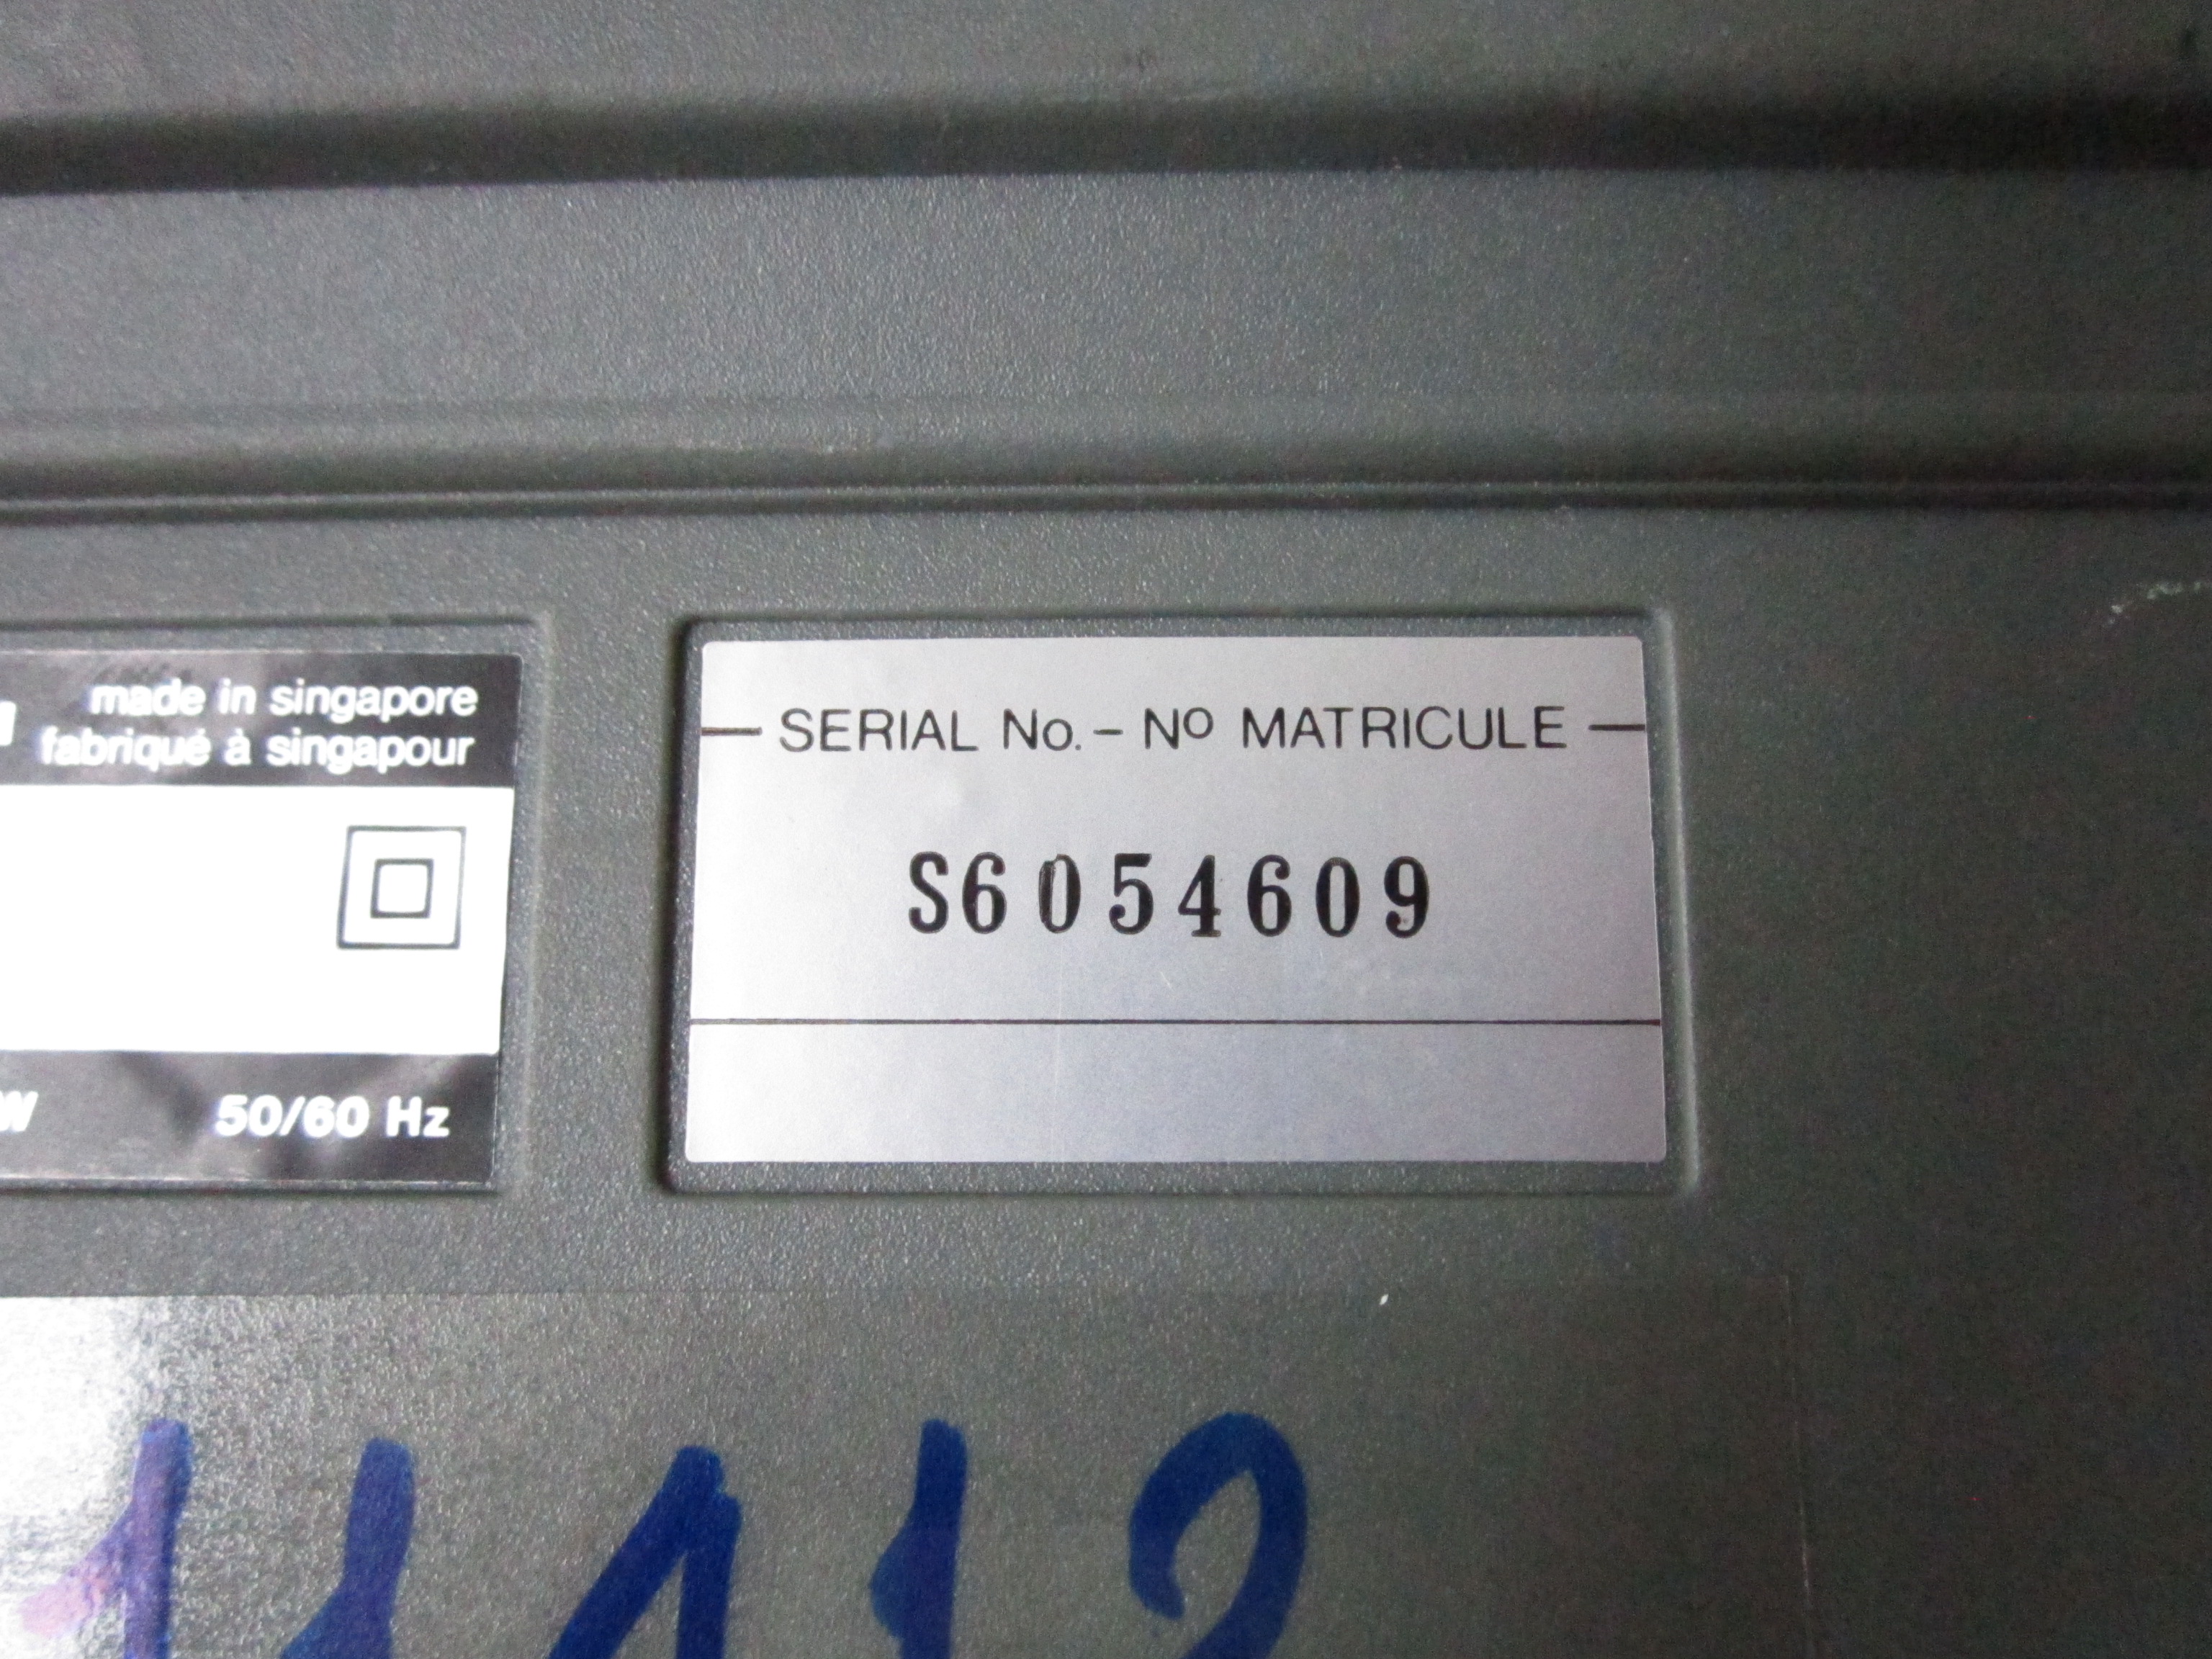 made in singapore
fabriqué à singapour
50/60 Hz
SERIAL No. – Nº MATRICULE
S6054609